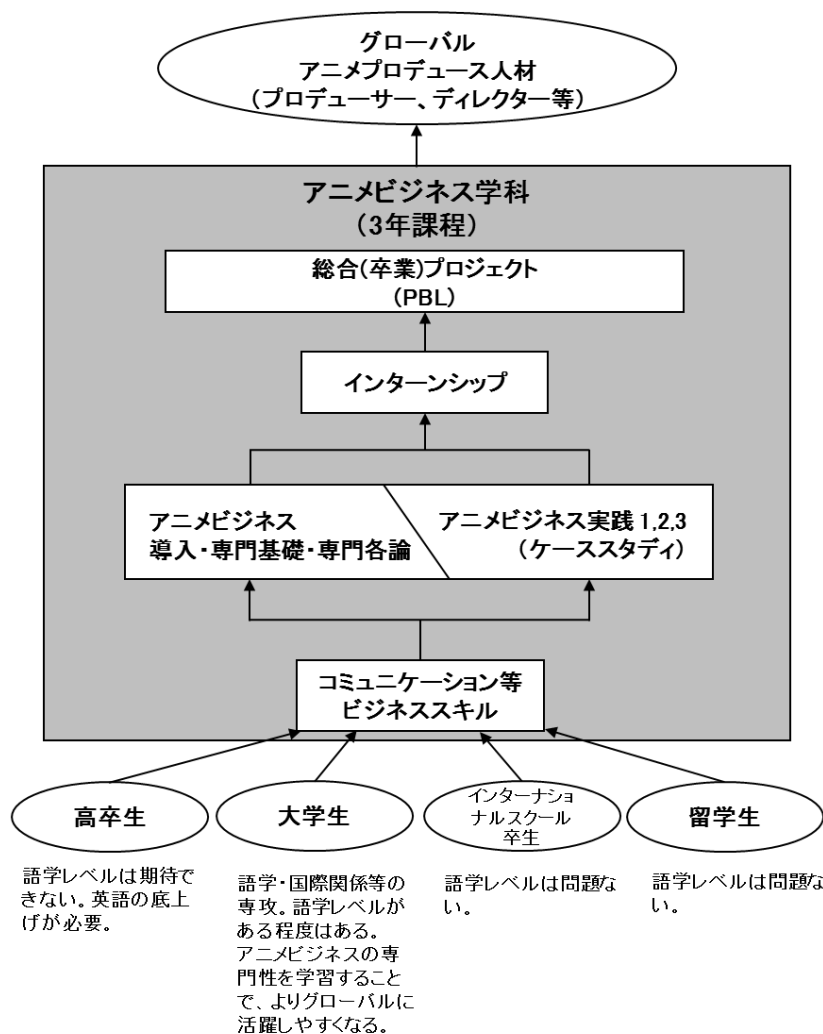 グローバル
アニメプロデュース人材
(プロデューサー、ディレクター等)
アニメビジネス学科
(3年課程)
総合(卒業)プロジェクト
(PBL)
インターンシップ
アニメビジネス
導入・専門基礎・専門各論
アニメビジネス実践1,2,3
(ケーススタディ)
コミュニケーション等
ビジネススキル
高卒生
大学生
インターナショ
ナルスクール
卒生
留学生
語学レベルは期待で
きない。英語の底上
げが必要。
語学・国際関係等の
専攻。語学レベルが
ある程度はある。
アニメビジネスの専
門性を学習すること
で、よりグローバルに
活躍しやすくなる。
語学レベルは問題な
い。
語学レベルは問題な
い。